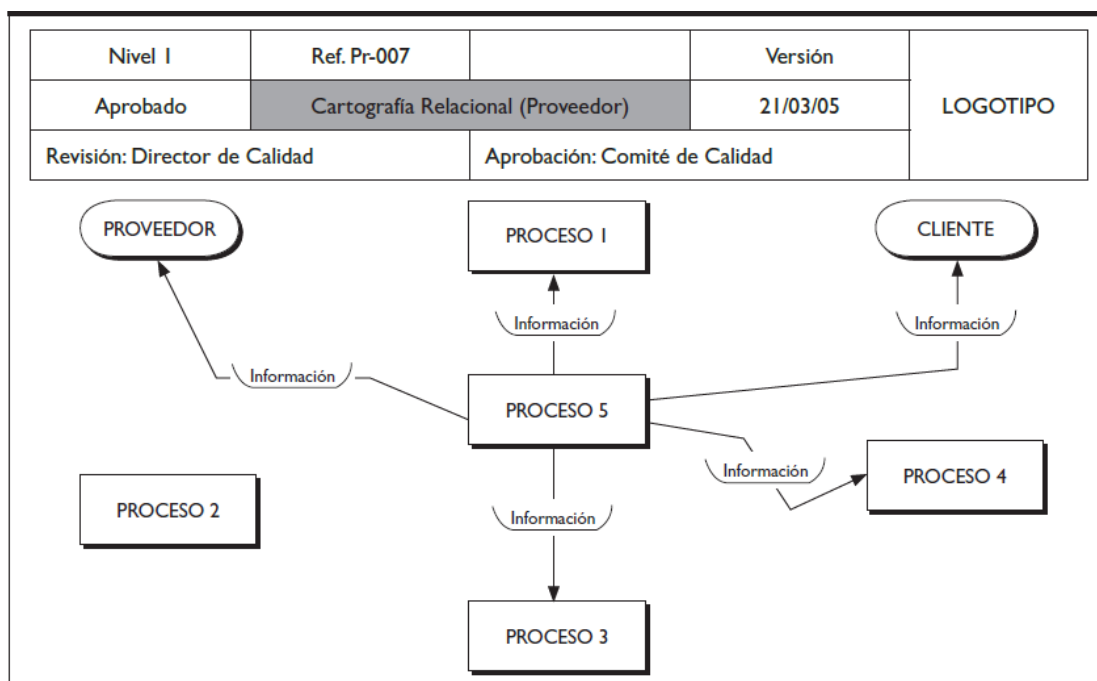 Nivel 1 Ref. Pr-007 Versión
Aprobado Cartografía Relacional (Proveedor) 21/03/05 LOGOTIPO
Revisión: Director de Calidad Aprobación: Comité de Calidad
PROVEEDOR PROCESO 1 CLIENTE
Información Información
Información
PROCESO 5
Información PROCESO 4
PROCESO 2 Información
PROCESO 3